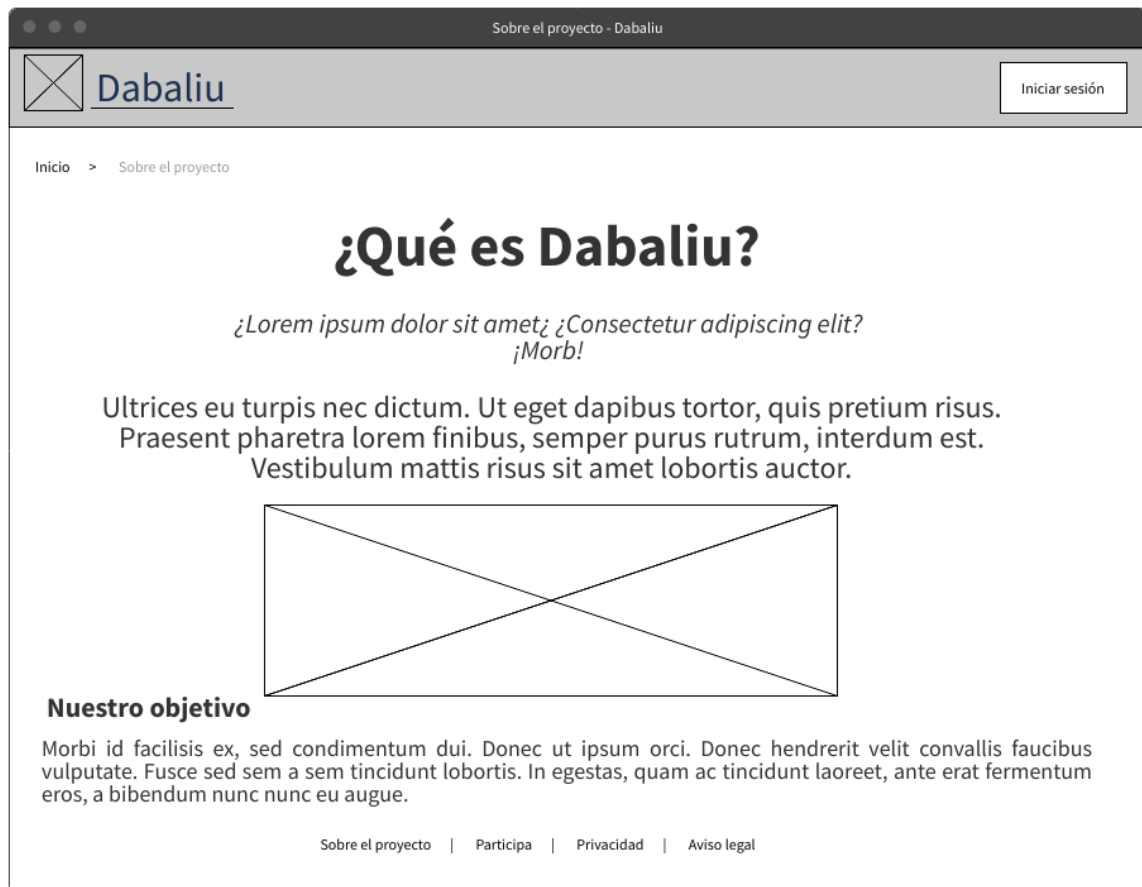 Sobre el proyecto - Dabaliu
Dabaliu
Iniciar sesión
Inicio > Sobre el proyecto
¿Qué es Dabaliu?
¿Lorem ipsum dolor sit amet¿ ¿Consectetur adipiscing elit?
¡Morb!
Ultrices eu turpis nec dictum. Ut eget dapibus tortor, quis pretium risus.
Praesent pharetra lorem finibus, semper purus rutrum, interdum est.
Vestibulum mattis risus sit amet lobortis auctor.
Nuestro objetivo
Morbi id facilisis ex, sed condimentum dui. Donec ut ipsum orci. Donec hendrerit velit convallis faucibus
vulputate. Fusce sed sem a sem tincidunt lobortis. In egestas, quam ac tincidunt laoreet, ante erat fermentum
eros, a bibendum nunc nunc eu augue.
Sobre el proyecto | Participa | Privacidad | Aviso legal